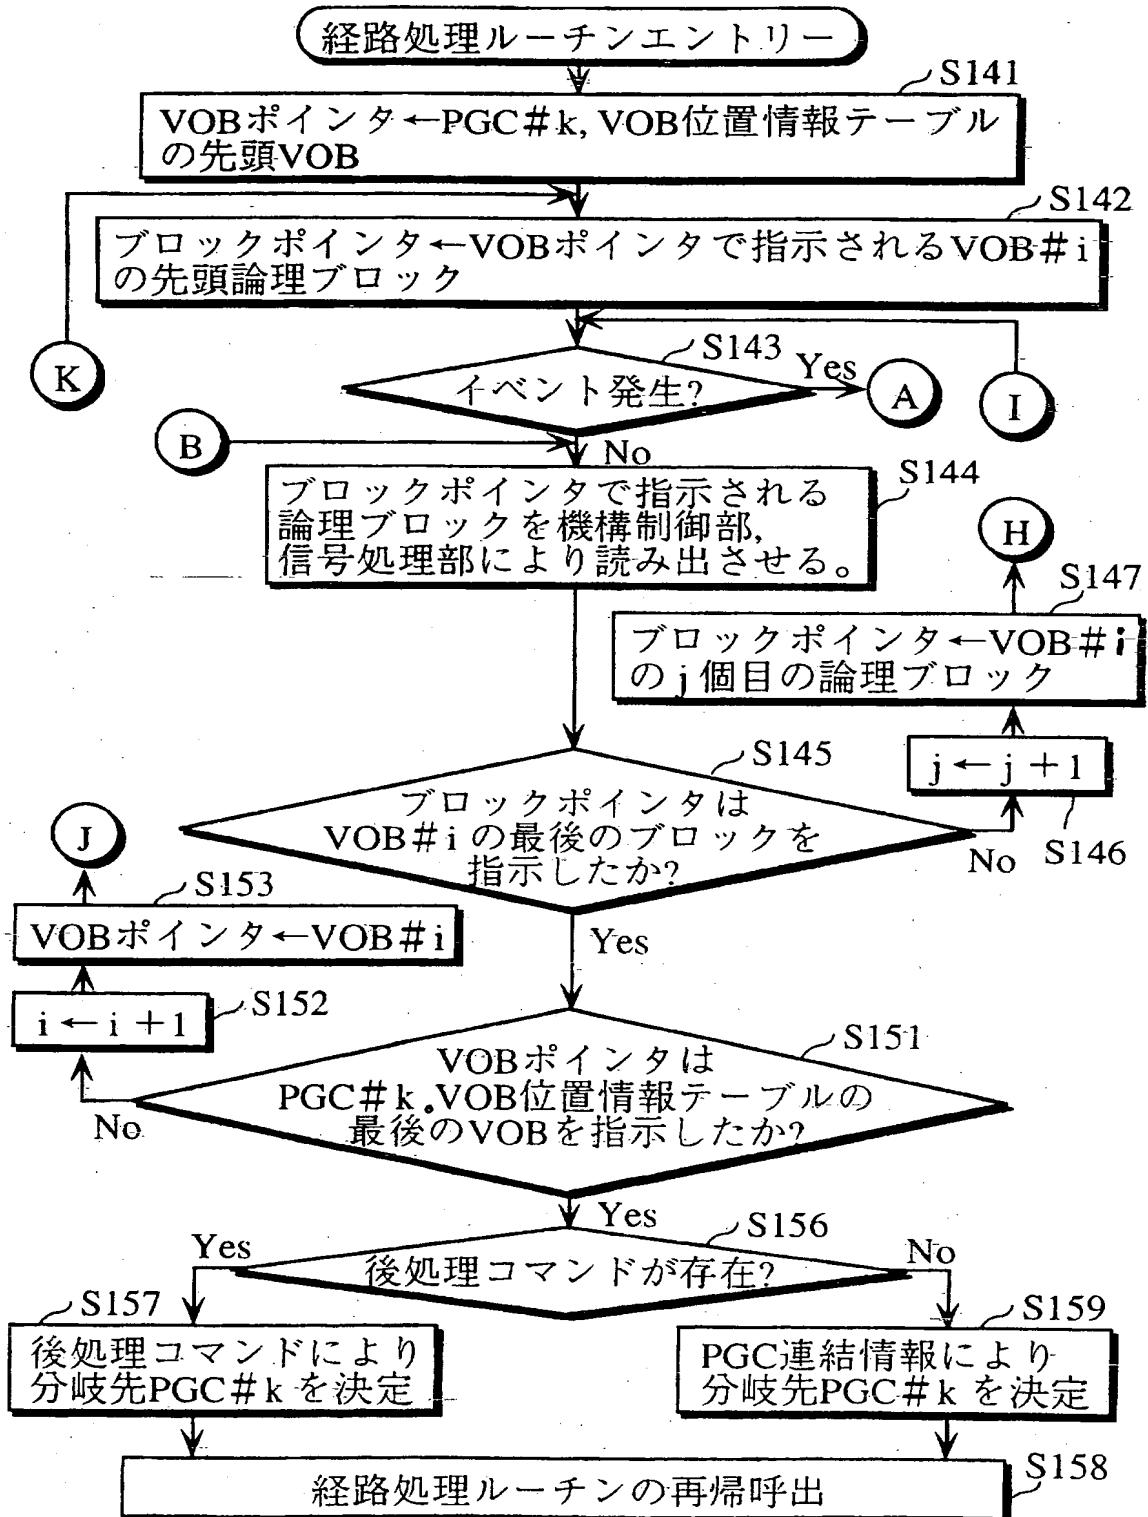 経路処理ルーチンエントリー
S141
VOBポインタ←PGC#k, VOB位置情報テーブル
の先頭VOB
S142
ブロックポインタ←VOBポインタで指示されるVOB#i
の先頭論理ブロック
K
S143
イベント発生?
Yes
A
I
B
No
S144
ブロックポインタで指示される
論理ブロックを機構制御部,
信号処理部により読み出させる。
H
S147
ブロックポインタ←VOB#i
のj個目の論理ブロック
S145
ブロックポインタは
VOB#iの最後のブロックを
指示したか?
j←j+1
No
S146
J
S153
VOBポインタ←VOB#i
Yes
S152
i←i+1
S151
VOBポインタは
PGC#k.VOB位置情報テーブルの
最後のVOBを指示したか?
No
Yes
S156
後処理コマンドが存在?
Yes
No
S157
後処理コマンドにより
分岐先PGC#kを決定
S159
PGC連結情報により
分岐先PGC#kを決定
S158
経路処理ルーチンの再帰呼出